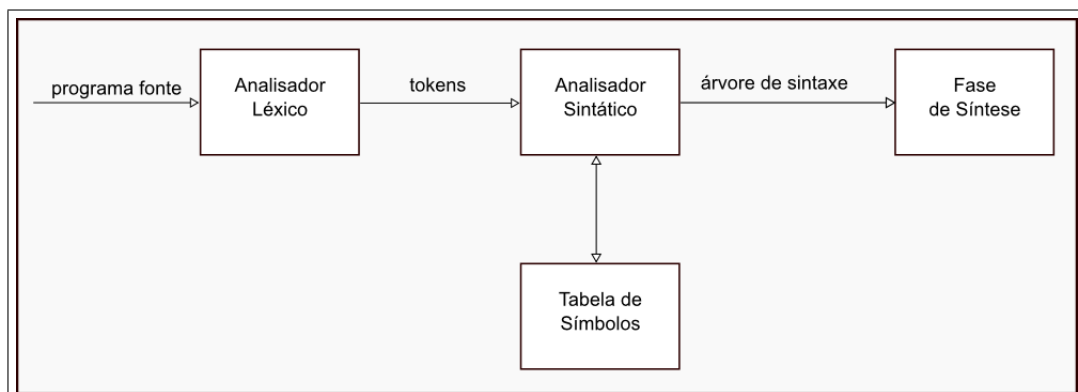 programa fonte
Analisador
Léxico
tokens
Analisador
Sintático
árvore de sintaxe
Fase
de Síntese
Tabela de
Símbolos